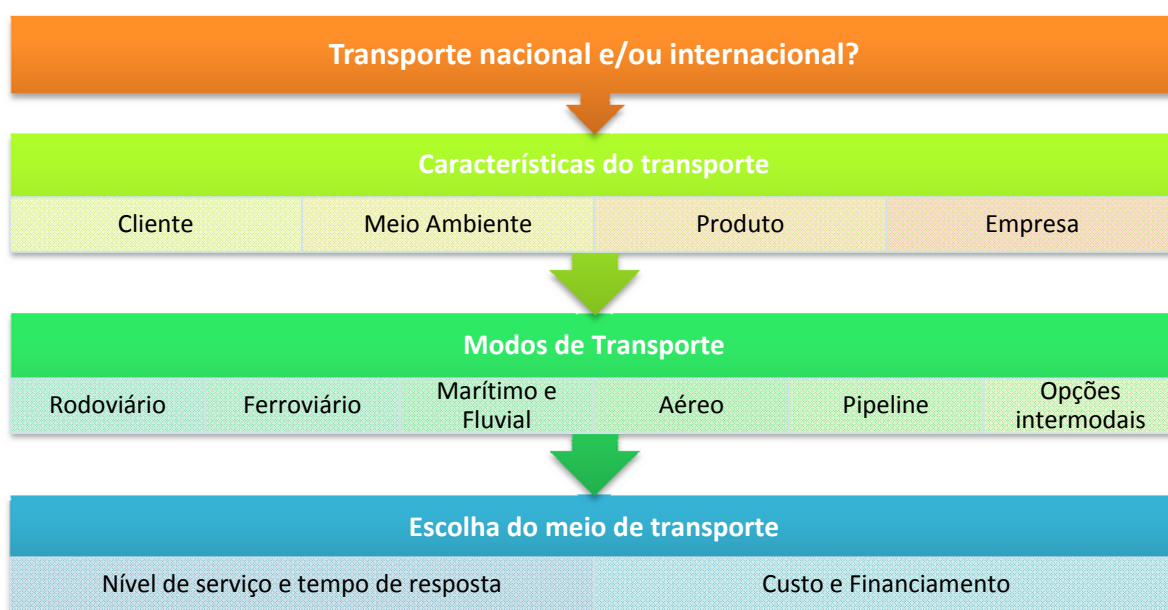 Transporte nacional e/ou internacional?
Características do transporte
Cliente
Meio Ambiente
Produto
Empresa
Modos de Transporte
Rodoviário
Ferroviário
Marítimo e
Fluvial
Aéreo
Pipeline
Opções
intermodais
Escolha do meio de transporte
Nível de serviço e tempo de resposta
Custo e Financiamento